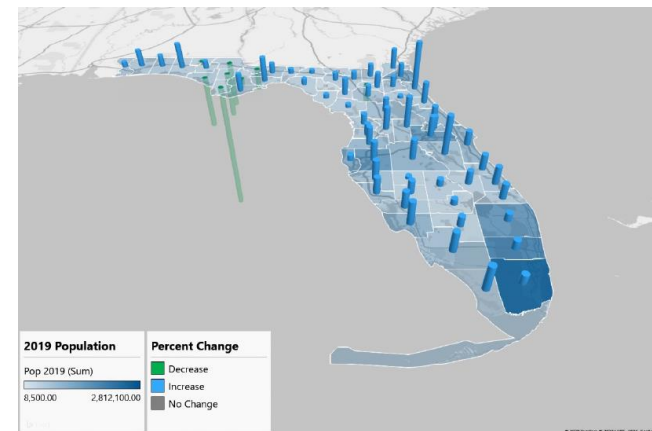 2019 Population
Pop 2019 (Sum)
8,500.00 2,812,100.00
Percent Change
Decrease
Increase
No Change